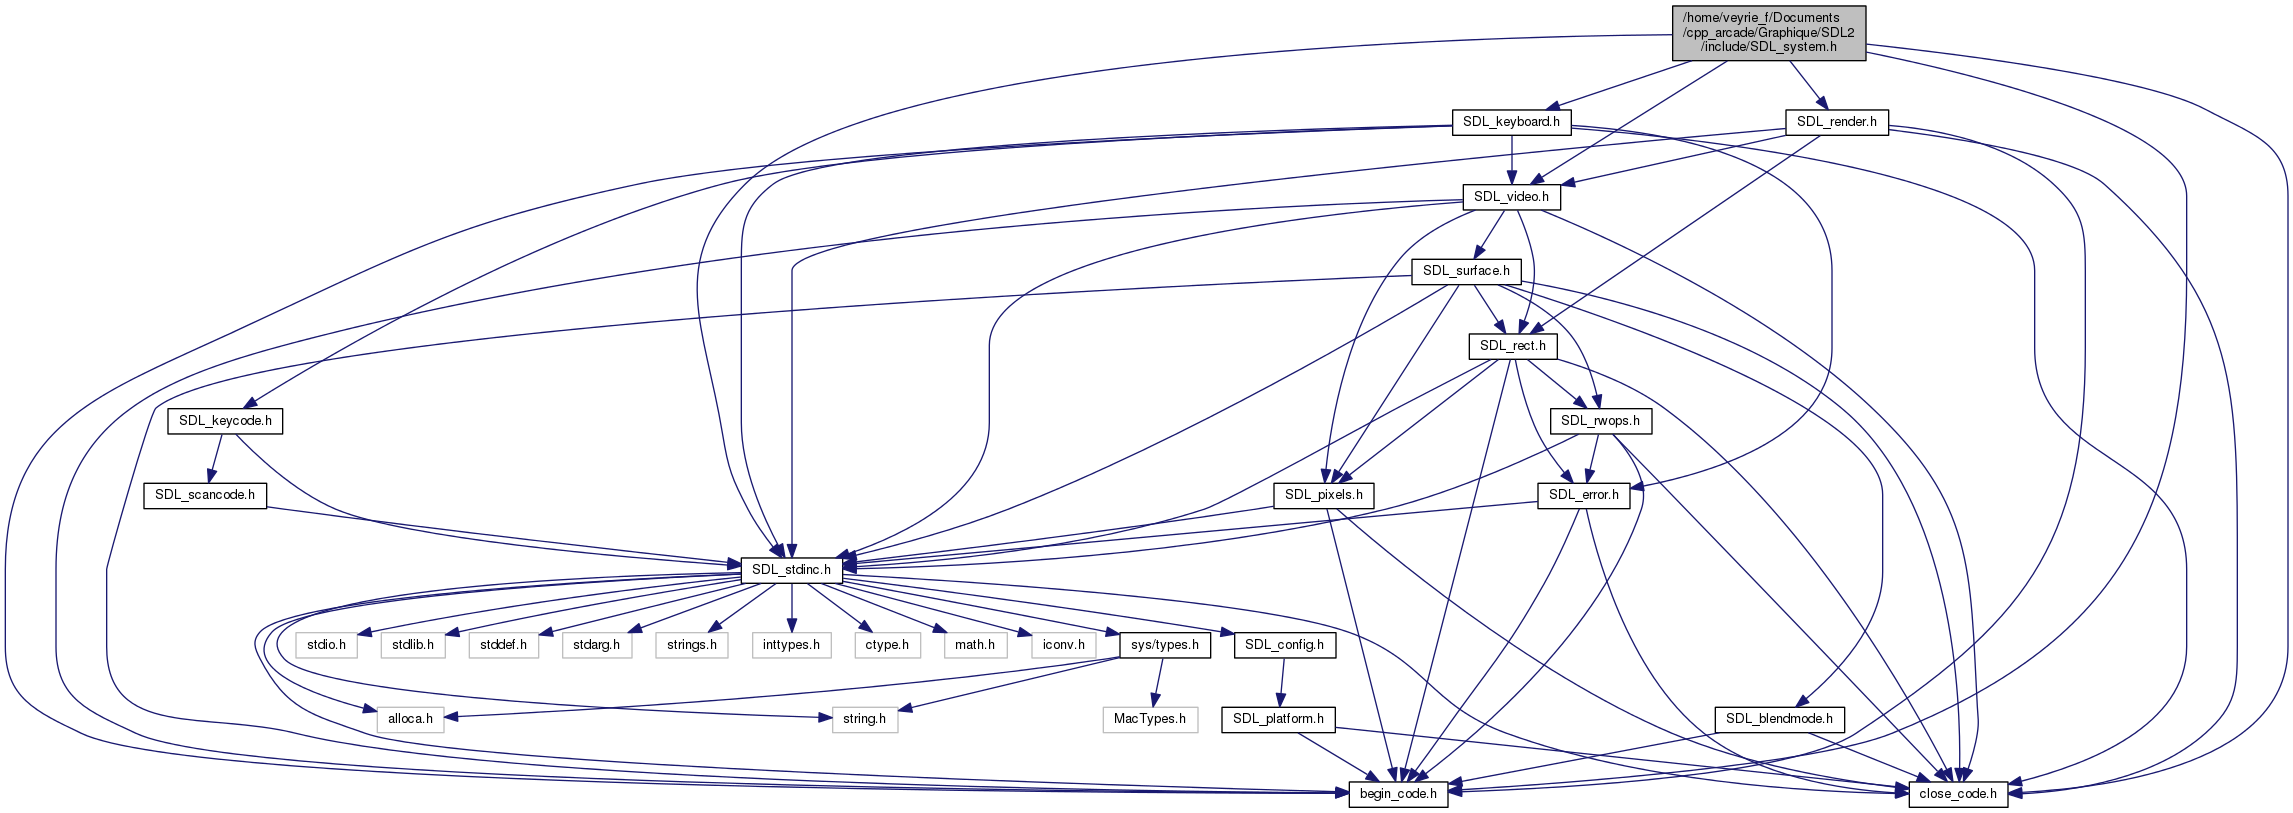 /home/veyrie_f/Documents
/cpp_arcade/Graphique/SDL2
/include/SDL_system.h
SDL_keyboard.h
SDL_render.h
SDL_video.h
SDL_surface.h
SDL_rect.h
SDL_keycode.h
SDL_rwops.h
SDL_scancode.h
SDL_pixels.h
SDL_error.h
SDL_stdinc.h
stdio.h
stdlib.h
stddef.h
stdarg.h
strings.h
inttypes.h
ctype.h
math.h
iconv.h
sys/types.h
SDL_config.h
alloca.h
string.h
MacTypes.h
SDL_platform.h
SDL_blendmode.h
begin_code.h
close_code.h